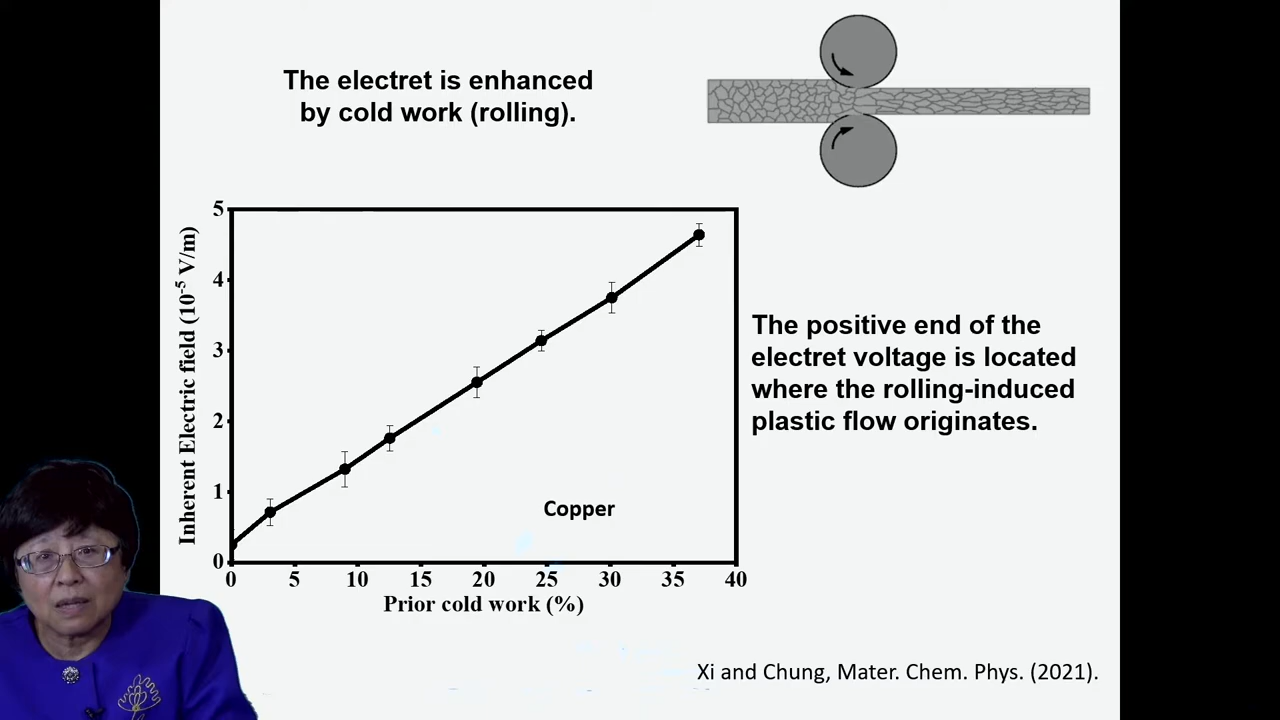 The electret is enhanced
by cold work (rolling).
5
4
3
2
1
0
Inherent Electric field (10⁻⁵ V/m)
Copper
0 5 10 15 20 25 30 35 40
Prior cold work (%)
The positive end of the
electret voltage is located
where the rolling-induced
plastic flow originates.
Xi and Chung, Mater. Chem. Phys. (2021).